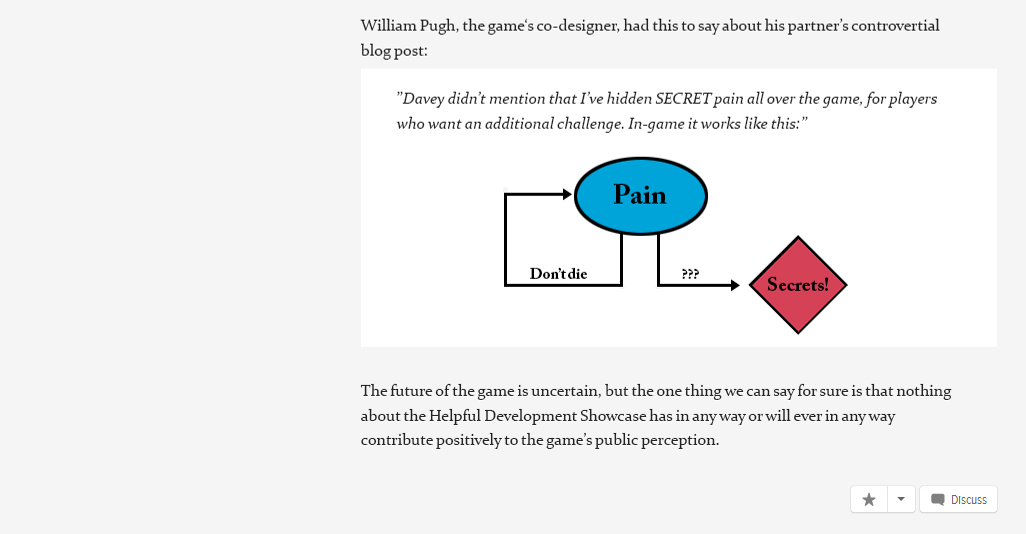 William Pugh, the game‘s co-designer, had this to say about his partner’s controvertial
blog post:
”Davey didn’t mention that I’ve hidden SECRET pain all over the game, for players
who want an additional challenge. In-game it works like this:”
Pain
Don’t die
???
Secrets!
The future of the game is uncertain, but the one thing we can say for sure is that nothing
about the Helpful Development Showcase has in any way or will ever in any way
contribute positively to the game’s public perception.
Discuss